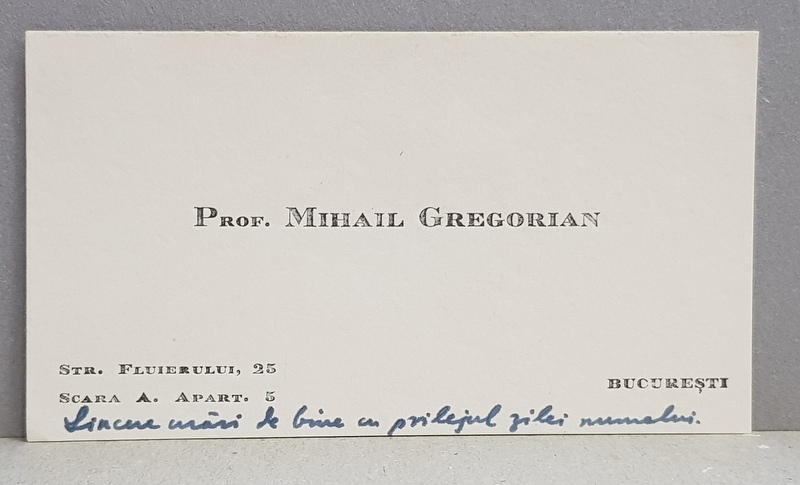 Prof. Mihail Gregorian
Str. Fluierului, 25
Scara A. Apart. 5
BUCUREȘTI
Sincere urări de bine cu prilejul zilei numelui.